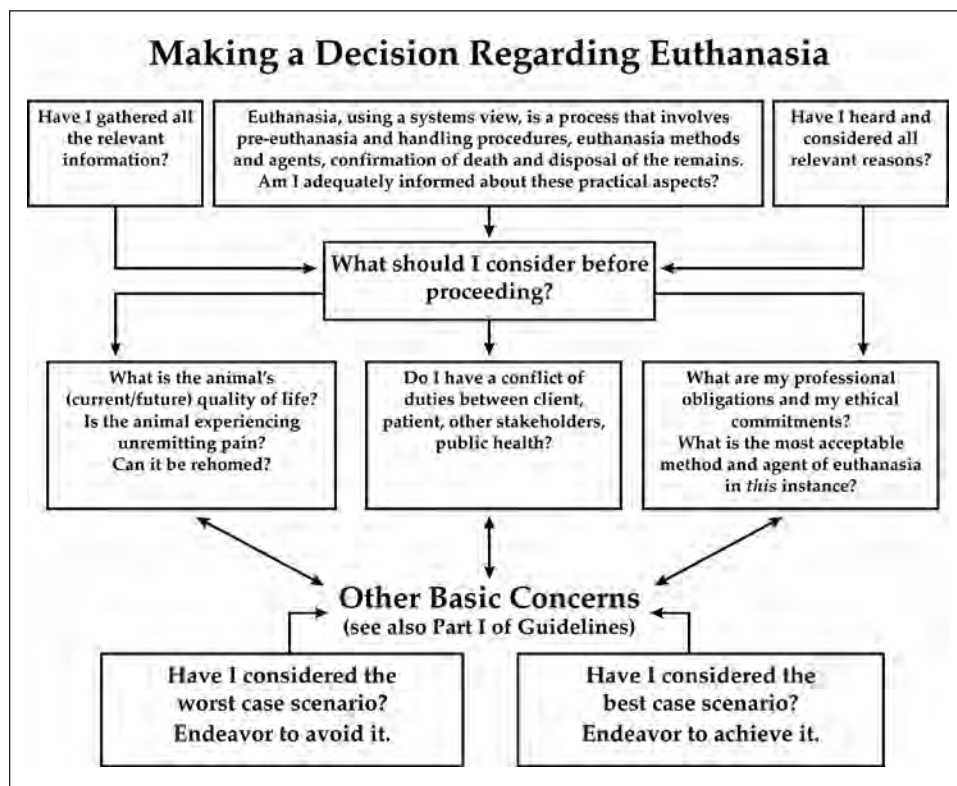 Making a Decision Regarding Euthanasia
Have I gathered all
the relevant
information?
Euthanasia, using a systems view, is a process that involves
pre-euthanasia and handling procedures, euthanasia methods
and agents, confirmation of death and disposal of the remains.
Am I adequately informed about these practical aspects?
Have I heard and
considered all
relevant reasons?
What should I consider before
proceeding?
What is the animal's
(current/future) quality of life?
Is the animal experiencing
unremitting pain?
Can it be rehomed?
Do I have a conflict of
duties between client,
patient, other stakeholders,
public health?
What are my professional
obligations and my ethical
commitments?
What is the most acceptable
method and agent of euthanasia
in this instance?
Other Basic Concerns
(see also Part I of Guidelines)
Have I considered the
worst case scenario?
Endeavor to avoid it.
Have I considered the
best case scenario?
Endeavor to achieve it.